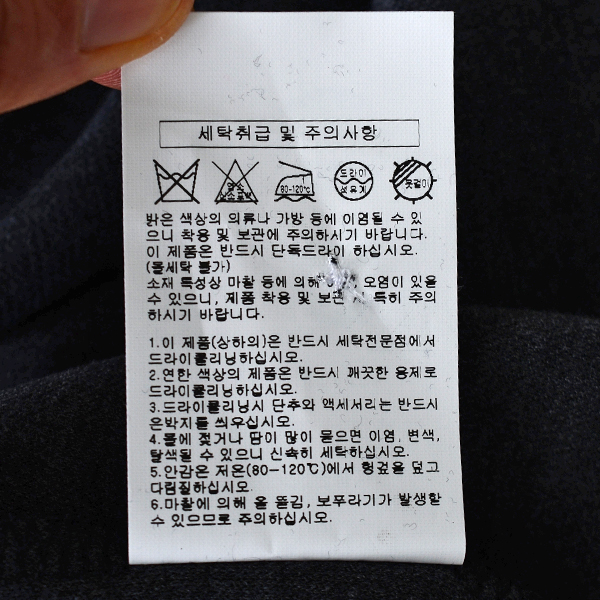 세탁취급 및 주의사항
염소 산소표백 80-120℃ 드라이 석유계 옷걸이
밝은 색상의 의류나 가방 등에 이염될 수 있
으니 착용 및 보관에 주의하시기 바랍니다.
이 제품은 반드시 단독드라이 하십시오.
(물세탁 불가)
소재 특성상 마찰 등에 의해 오염이 있을
수 있으니, 제품 착용 및 보관 시 특히 주의
하시기 바랍니다.
1.이 제품(상하의)은 반드시 세탁전문점에서
드라이클리닝하십시오.
2.연한 색상의 제품은 반드시 깨끗한 용제로
드라이클리닝하십시오.
3.드라이클리닝시 단추와 액세서리는 반드시
은박지를 씌우십시오.
4.물에 젖거나 땀이 많이 묻으면 이염, 변색,
탈색될 수 있으니 신속히 세탁하십시오.
5.안감은 저온(80-120℃)에서 헝겊을 덮고
다림질하십시오.
6.마찰에 의해 올 뜯김, 보푸라기가 발생할
수 있으므로 주의하십시오.